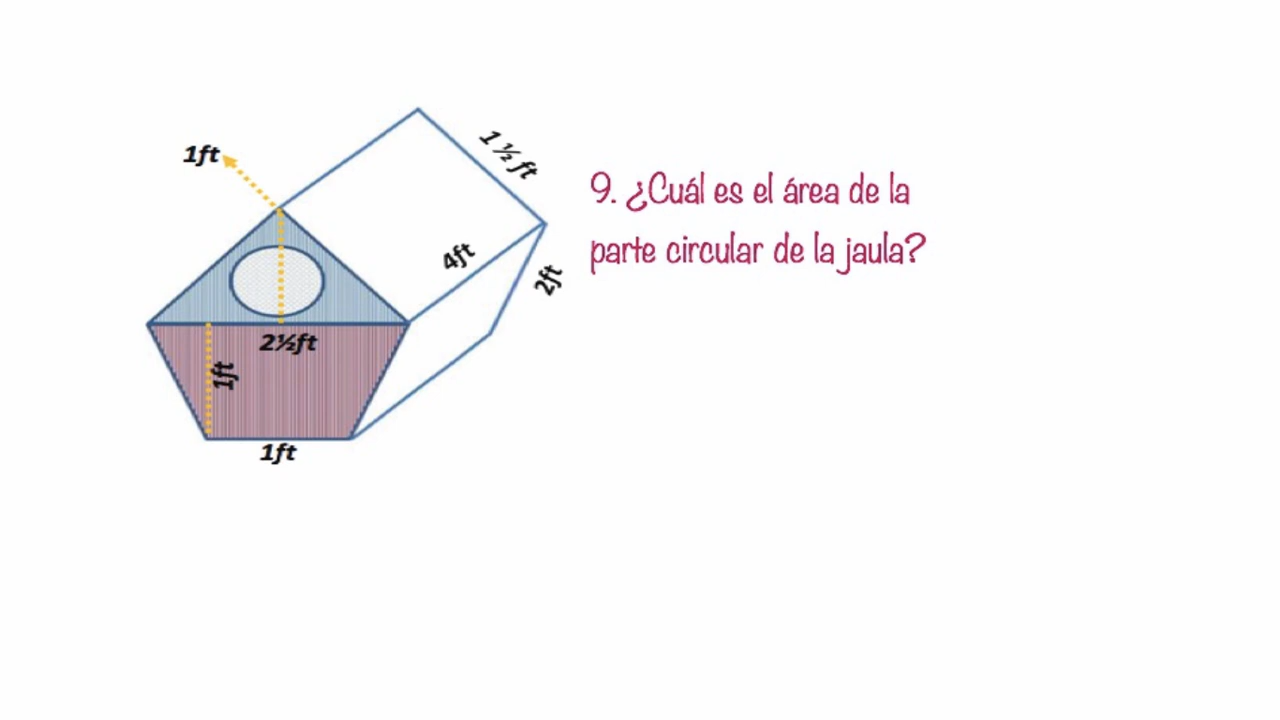 1ft
1 ½ ft
4ft
2ft
2½ft
1ft
1ft
9. ¿Cuál es el área de la
parte circular de la jaula?